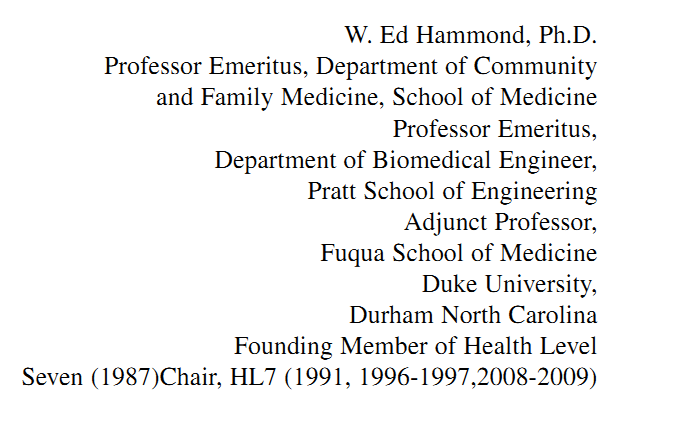 W. Ed Hammond, Ph.D.
Professor Emeritus, Department of Community
and Family Medicine, School of Medicine
Professor Emeritus,
Department of Biomedical Engineer,
Pratt School of Engineering
Adjunct Professor,
Fuqua School of Medicine
Duke University,
Durham North Carolina
Founding Member of Health Level
Seven (1987)Chair, HL7 (1991, 1996-1997,2008-2009)